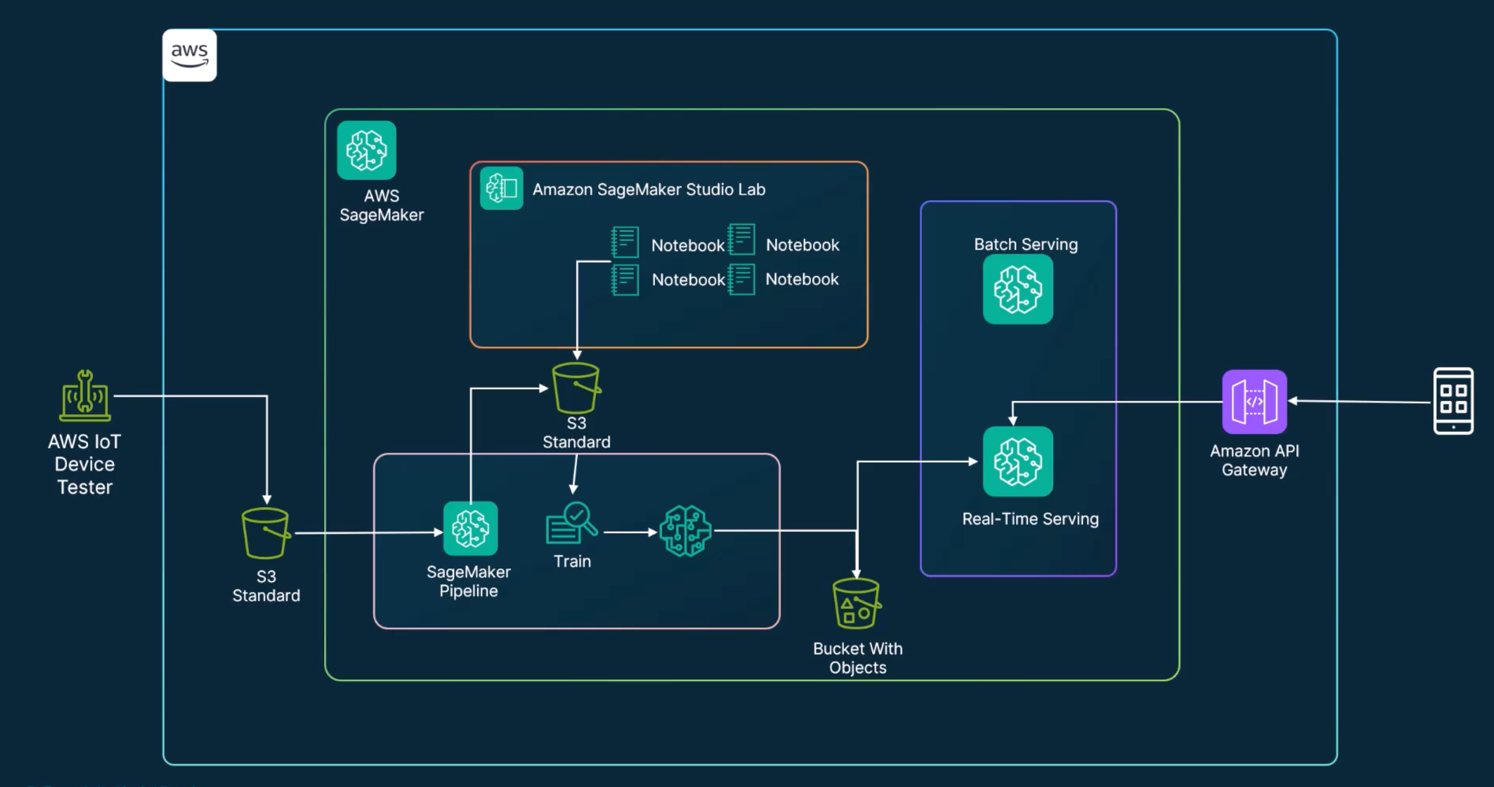 aws
AWS
SageMaker
Amazon SageMaker Studio Lab
Notebook
Notebook
Notebook
Notebook
Batch Serving
AWS IoT
Device
Tester
S3
Standard
S3
Standard
SageMaker
Pipeline
Train
Real-Time Serving
Bucket With
Objects
Amazon API
Gateway